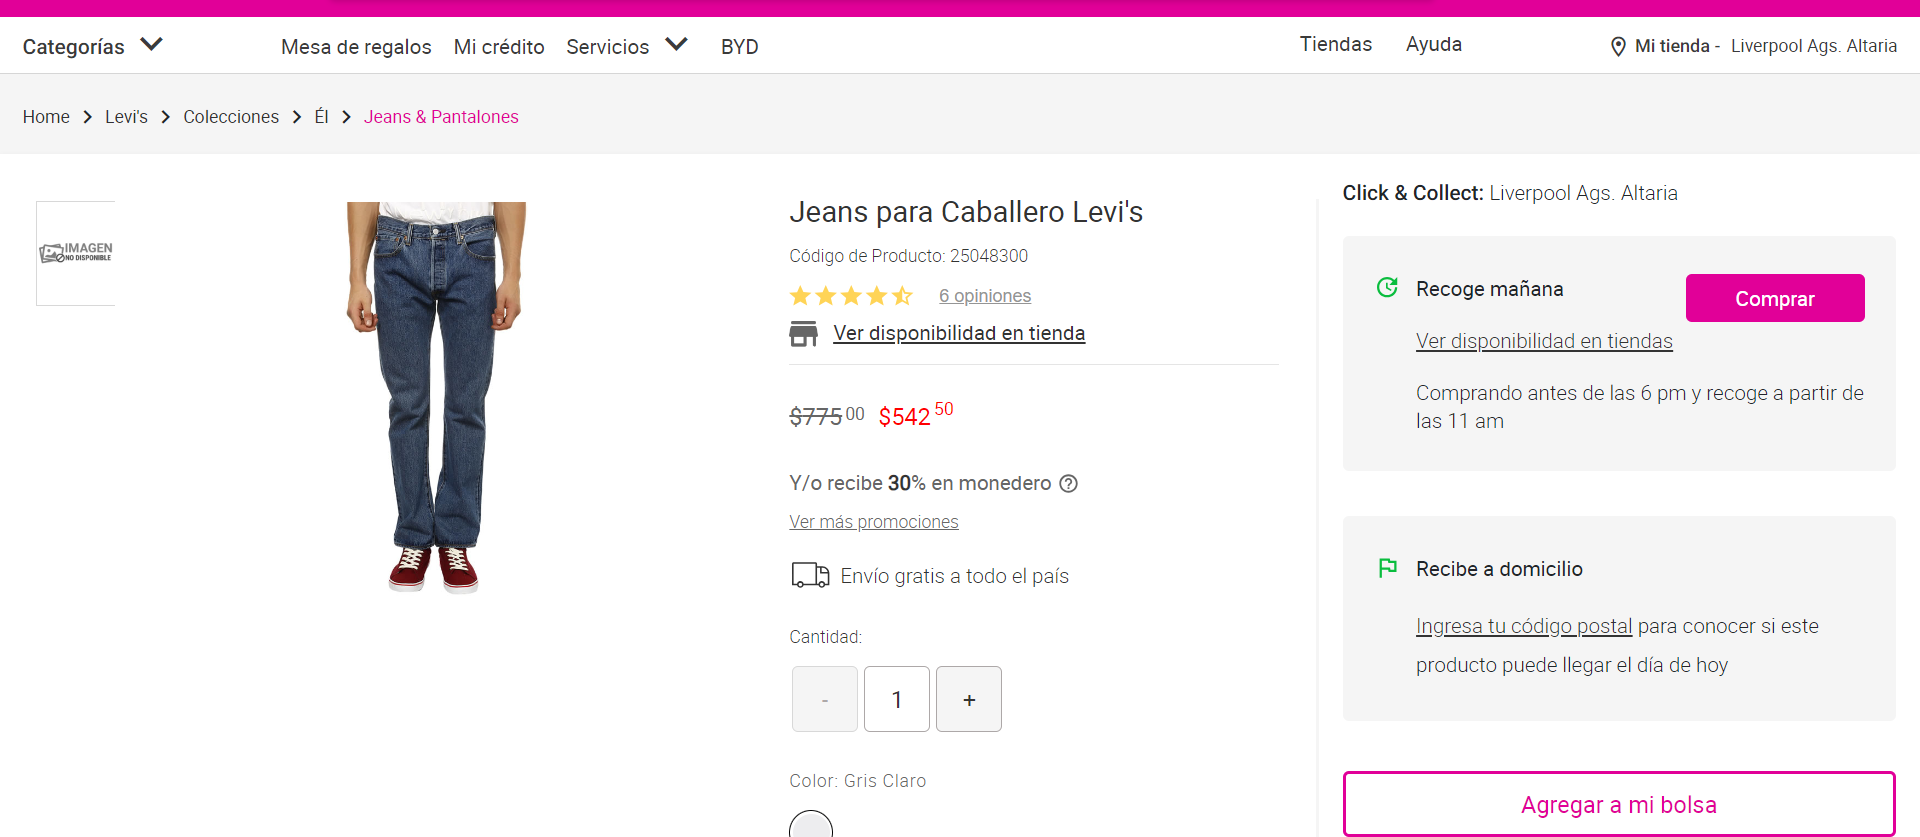 Categorías
Mesa de regalos
Mi crédito
Servicios
BYD
Tiendas
Ayuda
Mi tienda - Liverpool Ags. Altaria
Home > Levi's > Colecciones > Él > Jeans & Pantalones
IMAGEN
NO DISPONIBLE
Jeans para Caballero Levi's
Código de Producto: 25048300
6 opiniones
Ver disponibilidad en tienda
$775 00 $542 50
Y/o recibe 30% en monedero
Ver más promociones
Envío gratis a todo el país
Cantidad:
- 1 +
Color: Gris Claro
Click & Collect: Liverpool Ags. Altaria
Recoge mañana
Comprar
Ver disponibilidad en tiendas
Comprando antes de las 6 pm y recoge a partir de
las 11 am
Recibe a domicilio
Ingresa tu código postal para conocer si este
producto puede llegar el día de hoy
Agregar a mi bolsa